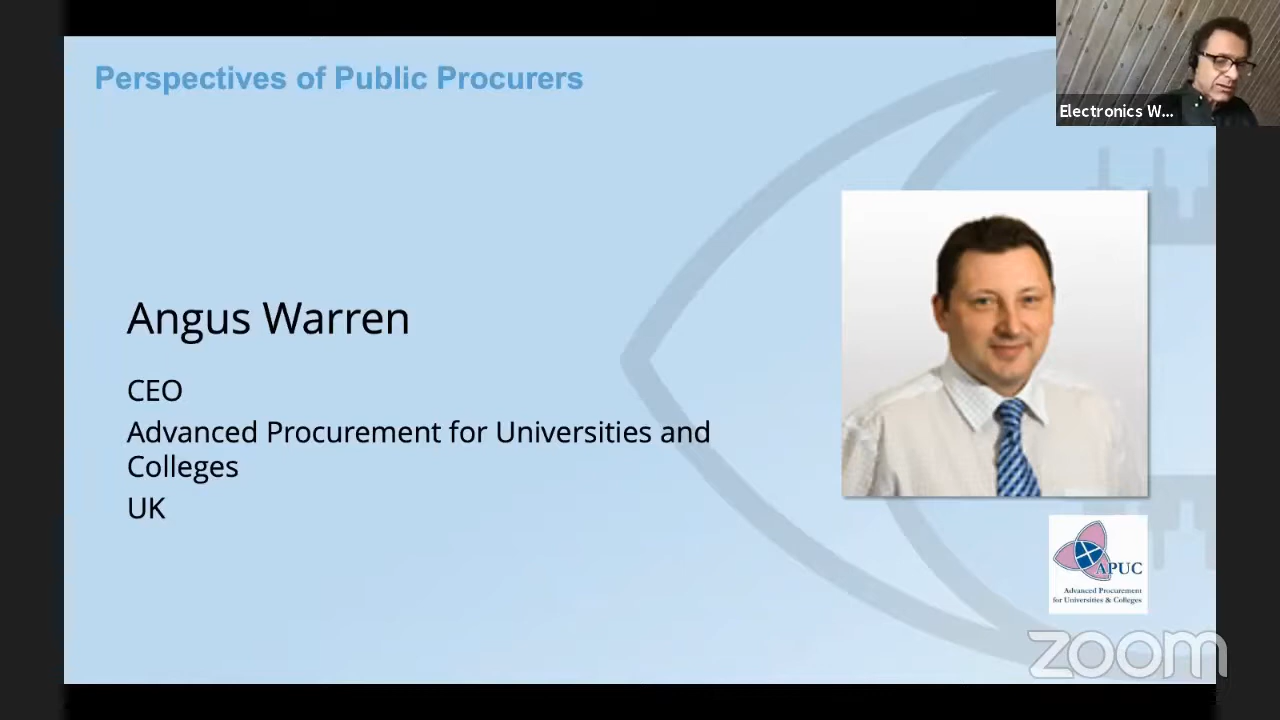 Perspectives of Public Procurers
Electronics W...
Angus Warren
CEO
Advanced Procurement for Universities and
Colleges
UK
APUC
Advanced Procurement
for Universities & Colleges
zoom